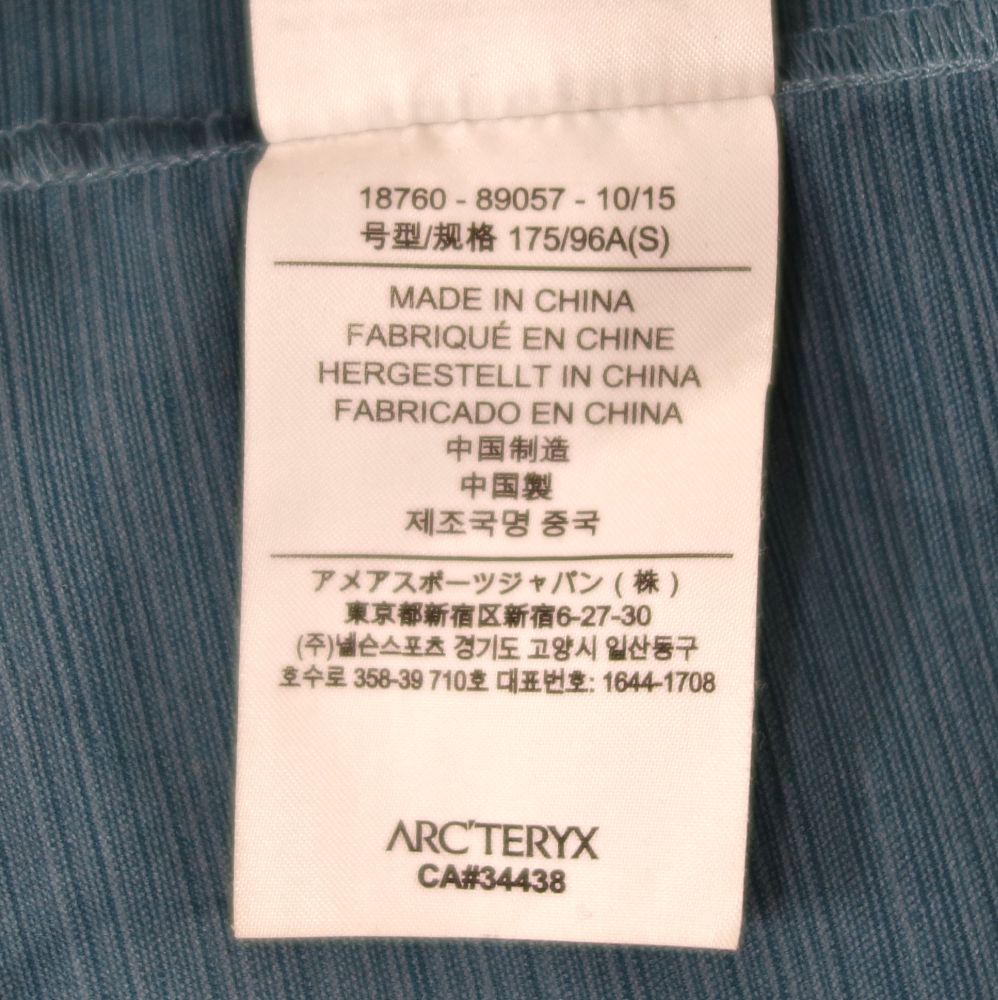 18760 - 89057 - 10/15
号型/规格 175/96A(S)
MADE IN CHINA
FABRIQUÉ EN CHINE
HERGESTELLT IN CHINA
FABRICADO EN CHINA
中国制造
中国製
제조국명 중국
アメアスポーツジャパン ( 株 )
東京都新宿区新宿6-27-30
(주)넬슨스포츠 경기도 고양시 일산동구
호수로 358-39 710호 대표번호: 1644-1708
ARC'TERYX
CA#34438